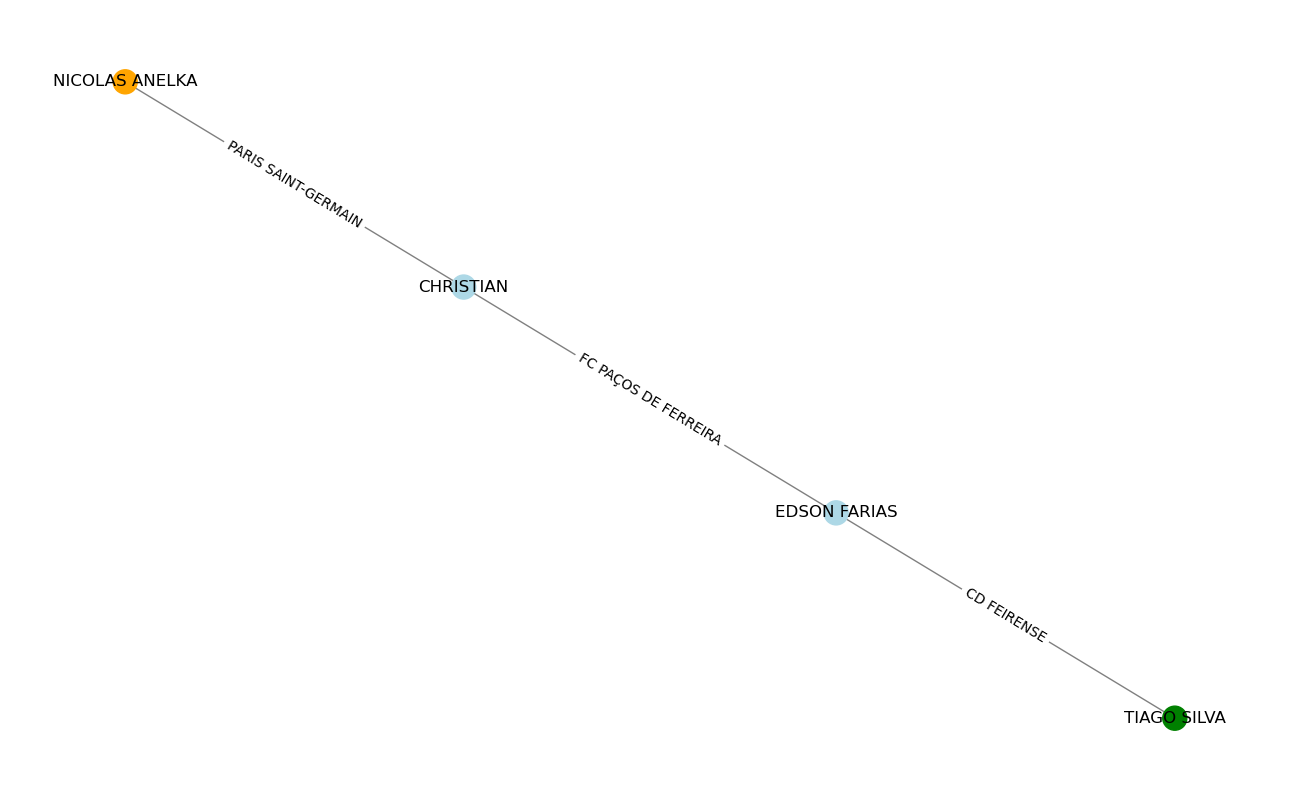 NICOLAS ANELKA
PARIS SAINT-GERMAIN
CHRISTIAN
FC PAÇOS DE FERREIRA
EDSON FARIAS
CD FEIRENSE
TIAGO SILVA